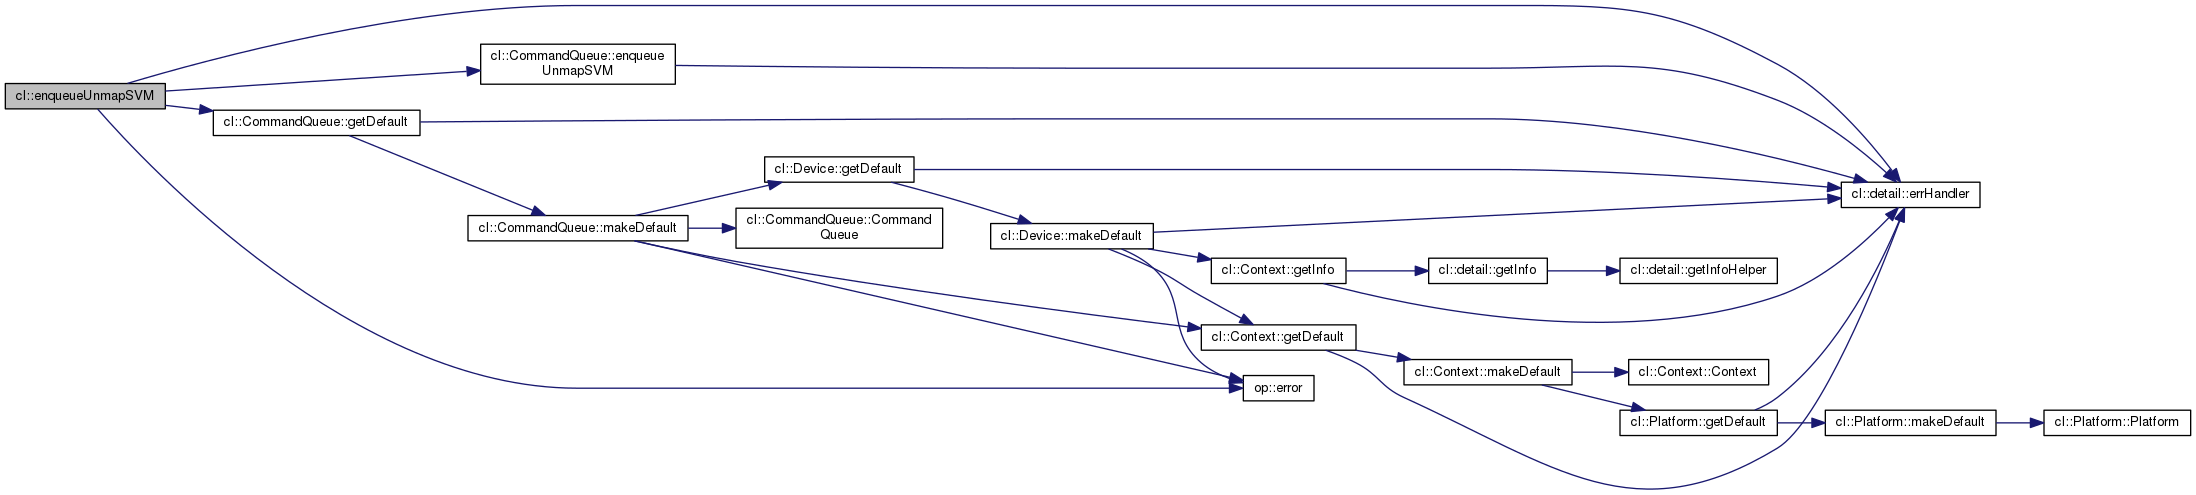 cl::enqueueUnmapSVM
cl::CommandQueue::enqueue
UnmapSVM
cl::CommandQueue::getDefault
cl::CommandQueue::makeDefault
cl::Device::getDefault
cl::CommandQueue::Command
Queue
cl::Device::makeDefault
cl::Context::getInfo
cl::detail::getInfo
cl::detail::getInfoHelper
cl::Context::getDefault
op::error
cl::Context::makeDefault
cl::Context::Context
cl::Platform::getDefault
cl::Platform::makeDefault
cl::Platform::Platform
cl::detail::errHandler